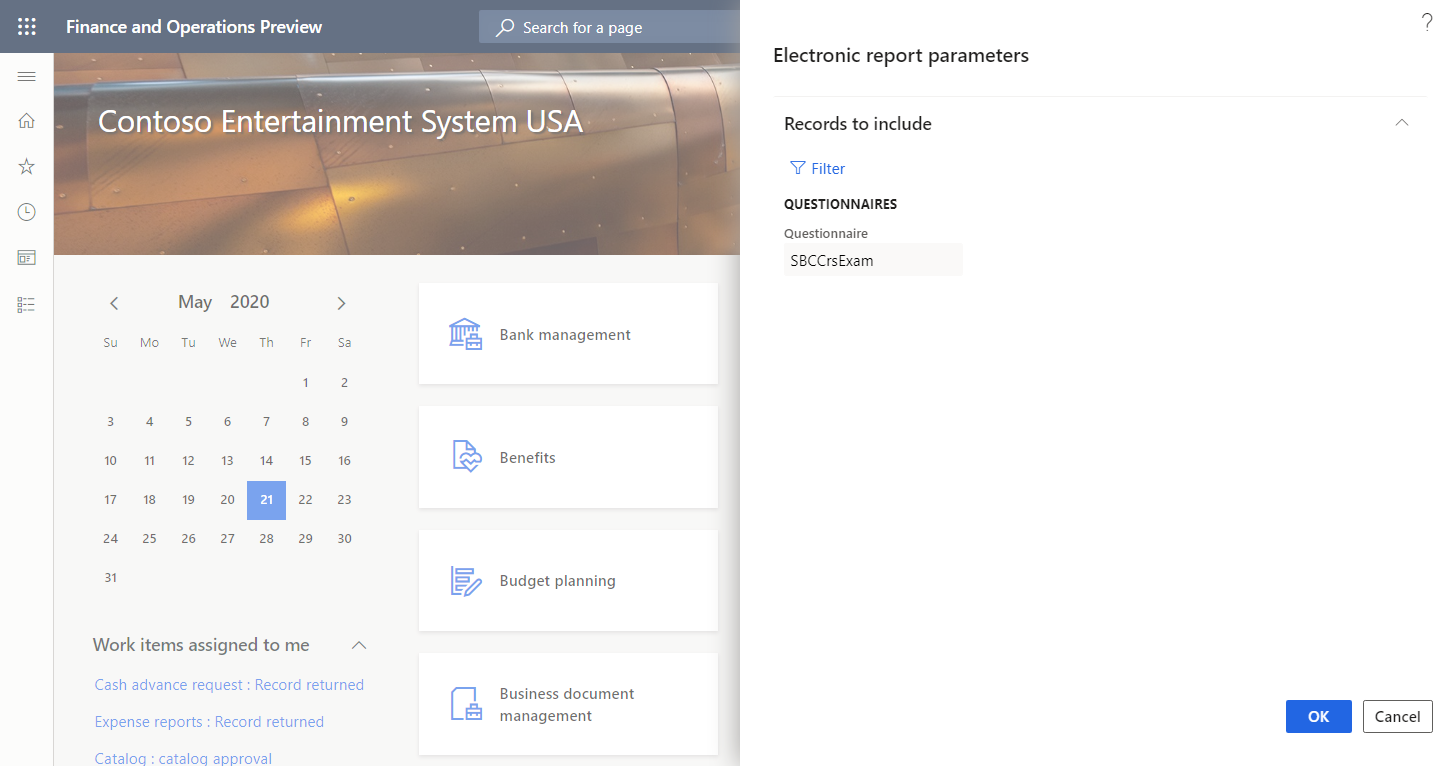 Finance and Operations Preview
Search for a page
?
Electronic report parameters
Contoso Entertainment System USA
Records to include
Filter
QUESTIONNAIRES
Questionnaire
SBCCrsExam
May 2020
Su Mo Tu We Th Fr Sa
1 2
3 4 5 6 7 8 9
10 11 12 13 14 15 16
17 18 19 20 21 22 23
24 25 26 27 28 29 30
31
Bank management
Benefits
Budget planning
Business document
management
Work items assigned to me
Cash advance request : Record returned
Expense reports : Record returned
Catalog : catalog approval
OK
Cancel